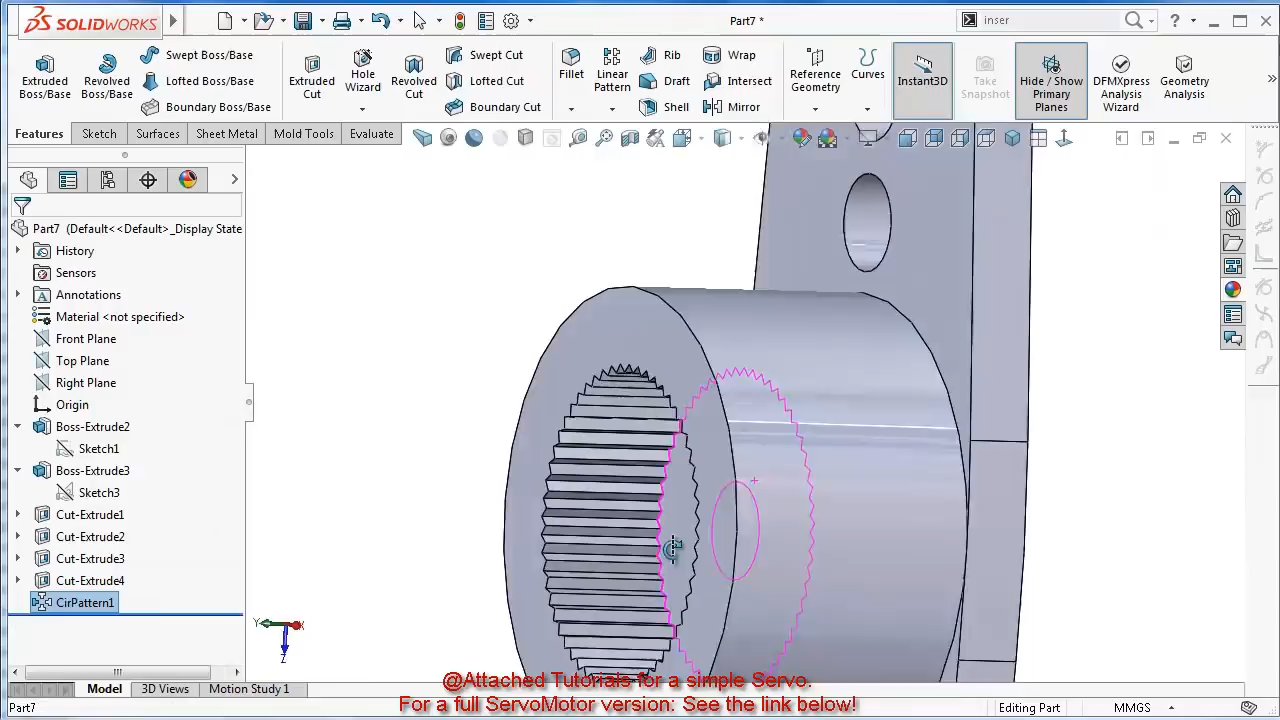 SOLIDWORKS
Part7 *
inser
Extruded Boss/Base
Revolved Boss/Base
Swept Boss/Base
Lofted Boss/Base
Boundary Boss/Base
Extruded Cut
Hole Wizard
Revolved Cut
Swept Cut
Lofted Cut
Boundary Cut
Fillet
Linear Pattern
Rib
Draft
Shell
Wrap
Intersect
Mirror
Reference Geometry
Curves
Instant3D
Take Snapshot
Hide / Show Primary Planes
DFMXpress Analysis Wizard
Geometry Analysis
Features
Sketch
Surfaces
Sheet Metal
Mold Tools
Evaluate
Part7 (Default<<Default>_Display State
History
Sensors
Annotations
Material <not specified>
Front Plane
Top Plane
Right Plane
Origin
Boss-Extrude2
Sketch1
Boss-Extrude3
Sketch3
Cut-Extrude1
Cut-Extrude2
Cut-Extrude3
Cut-Extrude4
CirPattern1
Y
X
Z
Model
3D Views
Motion Study 1
@Attached Tutorials for a simple Servo.
For a full ServoMotor version: See the link below!
Part7
Editing Part
MMGS